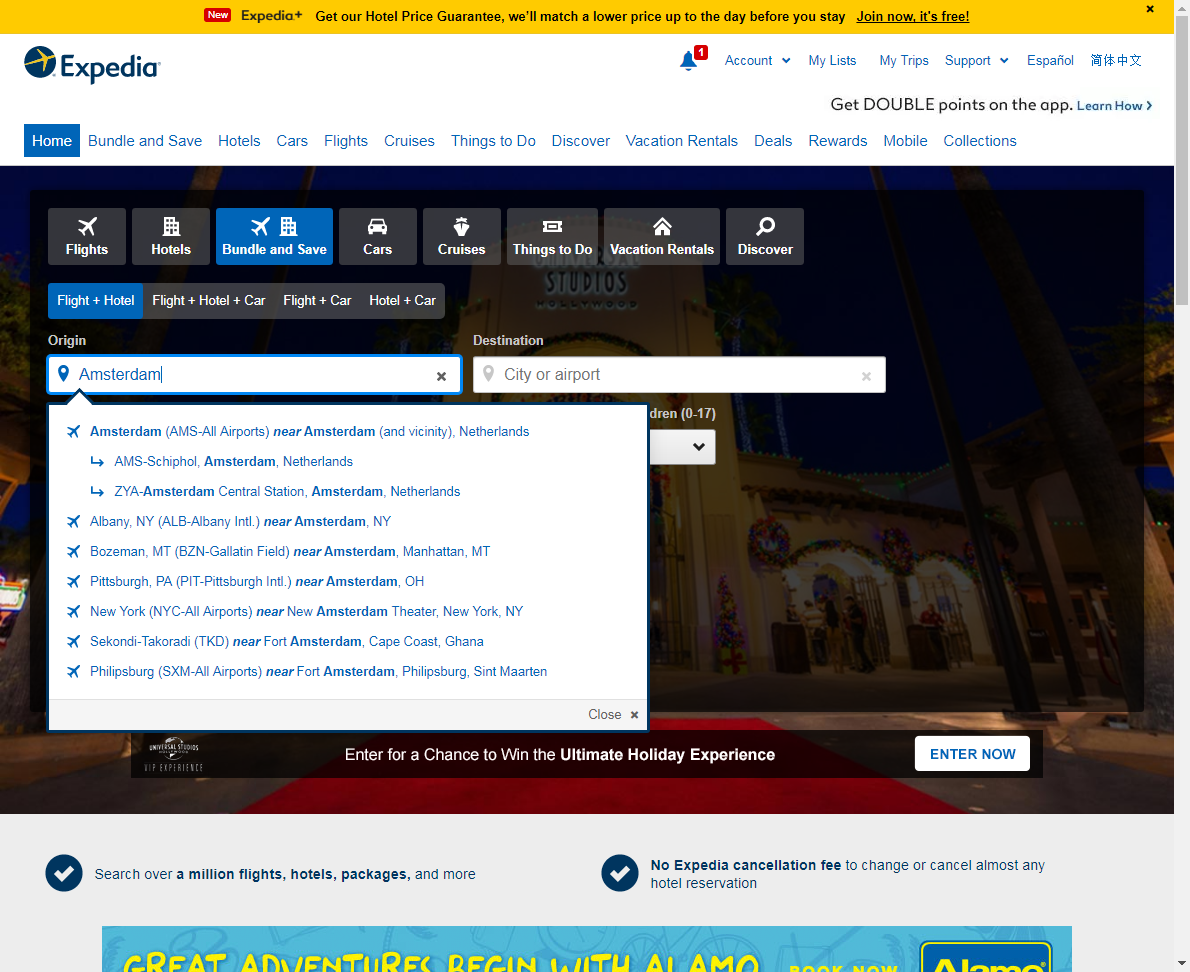 New Expedia+ Get our Hotel Price Guarantee, we'll match a lower price up to the day before you stay Join now, it's free!
Expedia
1 Account My Lists My Trips Support Español 简体中文
Get DOUBLE points on the app. Learn How
Home Bundle and Save Hotels Cars Flights Cruises Things to Do Discover Vacation Rentals Deals Rewards Mobile Collections
Flights Hotels Bundle and Save Cars Cruises Things to Do Vacation Rentals Discover
UNIVERSAL
STUDIOS
HOLLYWOOD
Flight + Hotel Flight + Hotel + Car Flight + Car Hotel + Car
Origin Destination
Amsterdam City or airport
dren (0-17)
Amsterdam (AMS-All Airports) near Amsterdam (and vicinity), Netherlands
AMS-Schiphol, Amsterdam, Netherlands
ZYA-Amsterdam Central Station, Amsterdam, Netherlands
Albany, NY (ALB-Albany Intl.) near Amsterdam, NY
Bozeman, MT (BZN-Gallatin Field) near Amsterdam, Manhattan, MT
Pittsburgh, PA (PIT-Pittsburgh Intl.) near Amsterdam, OH
New York (NYC-All Airports) near New Amsterdam Theater, New York, NY
Sekondi-Takoradi (TKD) near Fort Amsterdam, Cape Coast, Ghana
Philipsburg (SXM-All Airports) near Fort Amsterdam, Philipsburg, Sint Maarten
Close
UNIVERSAL STUDIOS
HOLLYWOOD
VIP EXPERIENCE
Enter for a Chance to Win the Ultimate Holiday Experience ENTER NOW
Search over a million flights, hotels, packages, and more
No Expedia cancellation fee to change or cancel almost any
hotel reservation
GREAT ADVENTURES BEGIN WITH ALAMO BOOK NOW Alamo